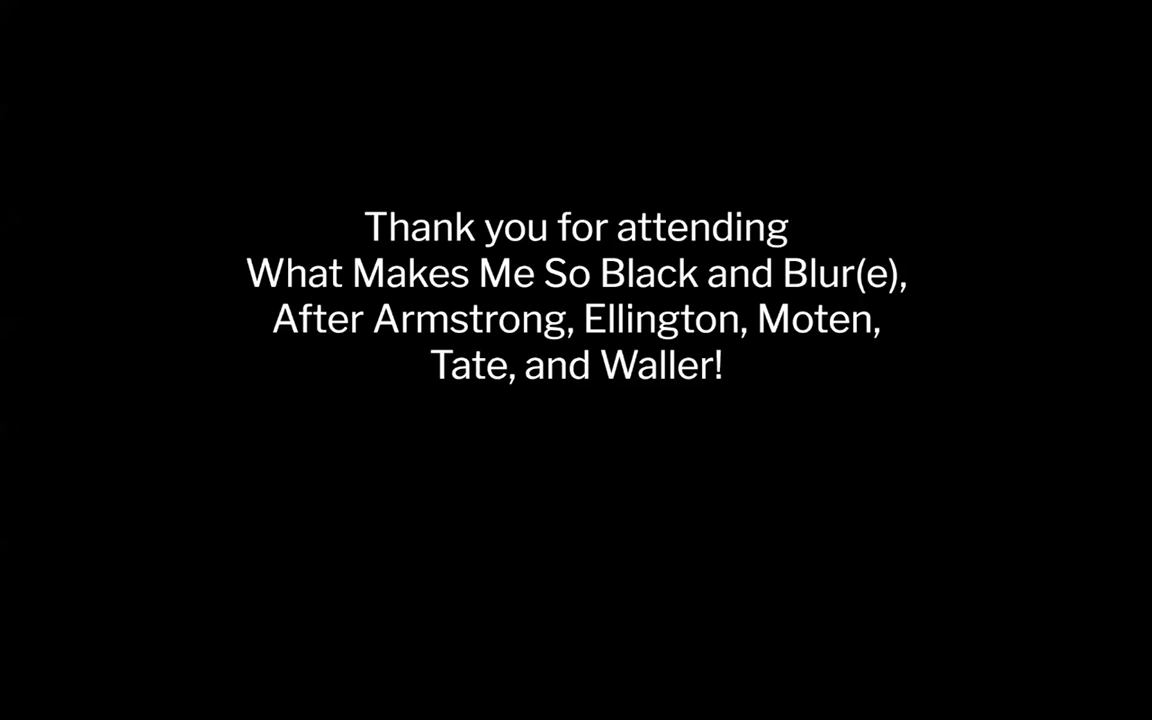 Thank you for attending
What Makes Me So Black and Blur(e),
After Armstrong, Ellington, Moten,
Tate, and Waller!